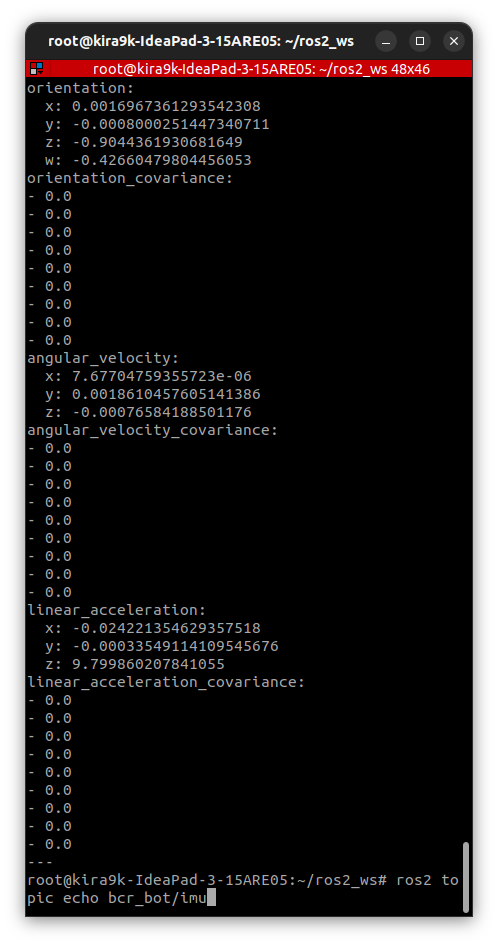 root@kira9k-IdeaPad-3-15ARE05: ~/ros2_ws
root@kira9k-IdeaPad-3-15ARE05: ~/ros2_ws 48x46
orientation:
  x: 0.0016967361293542308
  y: -0.0008000251447340711
  z: -0.9044361930681649
  w: -0.42660479804456053
orientation_covariance:
- 0.0
- 0.0
- 0.0
- 0.0
- 0.0
- 0.0
- 0.0
- 0.0
- 0.0
angular_velocity:
  x: 7.67704759355723e-06
  y: 0.0018610457605141386
  z: -0.00076584188501176
angular_velocity_covariance:
- 0.0
- 0.0
- 0.0
- 0.0
- 0.0
- 0.0
- 0.0
- 0.0
- 0.0
linear_acceleration:
  x: -0.024221354629357518
  y: -0.00033549114109545676
  z: 9.799860207841055
linear_acceleration_covariance:
- 0.0
- 0.0
- 0.0
- 0.0
- 0.0
- 0.0
- 0.0
- 0.0
- 0.0
---
root@kira9k-IdeaPad-3-15ARE05:~/ros2_ws# ros2 to
pic echo bcr_bot/imu